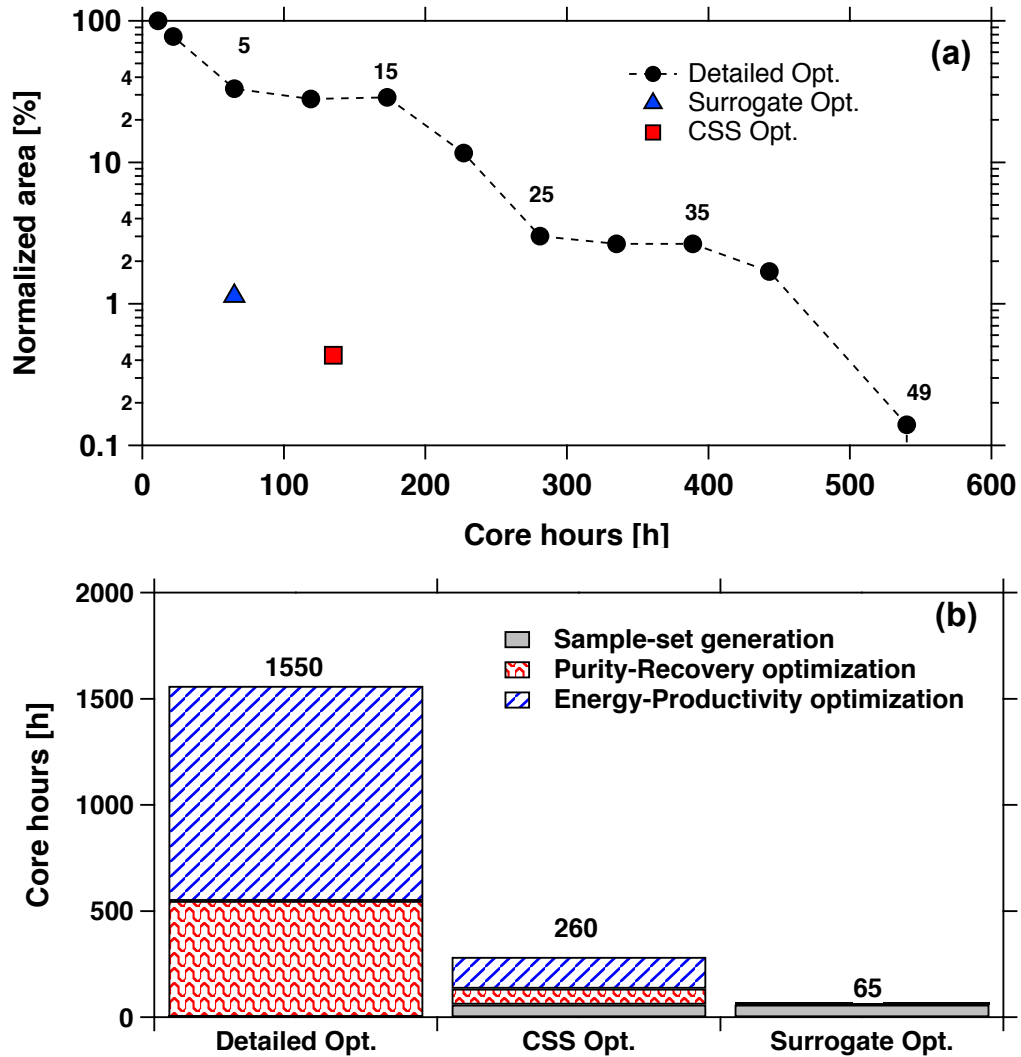 (a)
Normalized area [%]
100
4
2
10
4
2
1
4
2
0.1
5
15
25
35
49
Detailed Opt.
Surrogate Opt.
CSS Opt.
0 100 200 300 400 500 600
Core hours [h]
(b)
Core hours [h]
2000
1500
1000
500
0
Sample-set generation
Purity-Recovery optimization
Energy-Productivity optimization
1550
260
65
Detailed Opt. CSS Opt. Surrogate Opt.